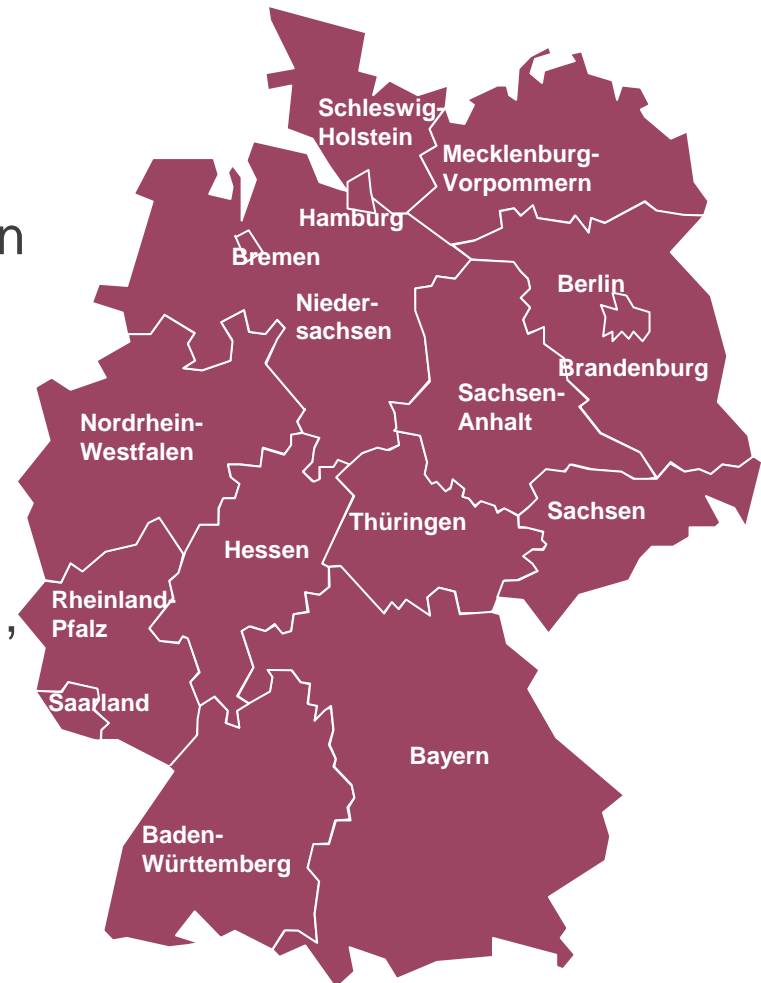 Schleswig-
Holstein
Mecklenburg-
Vorpommern
Hamburg
n
Bremen
Berlin
Nieder-
sachsen
Brandenburg
Sachsen-
Anhalt
Nordrhein-
Westfalen
Sachsen
Thüringen
Hessen
Rheinland-
Pfalz
,
Saarland
Bayern
Baden-
Württemberg